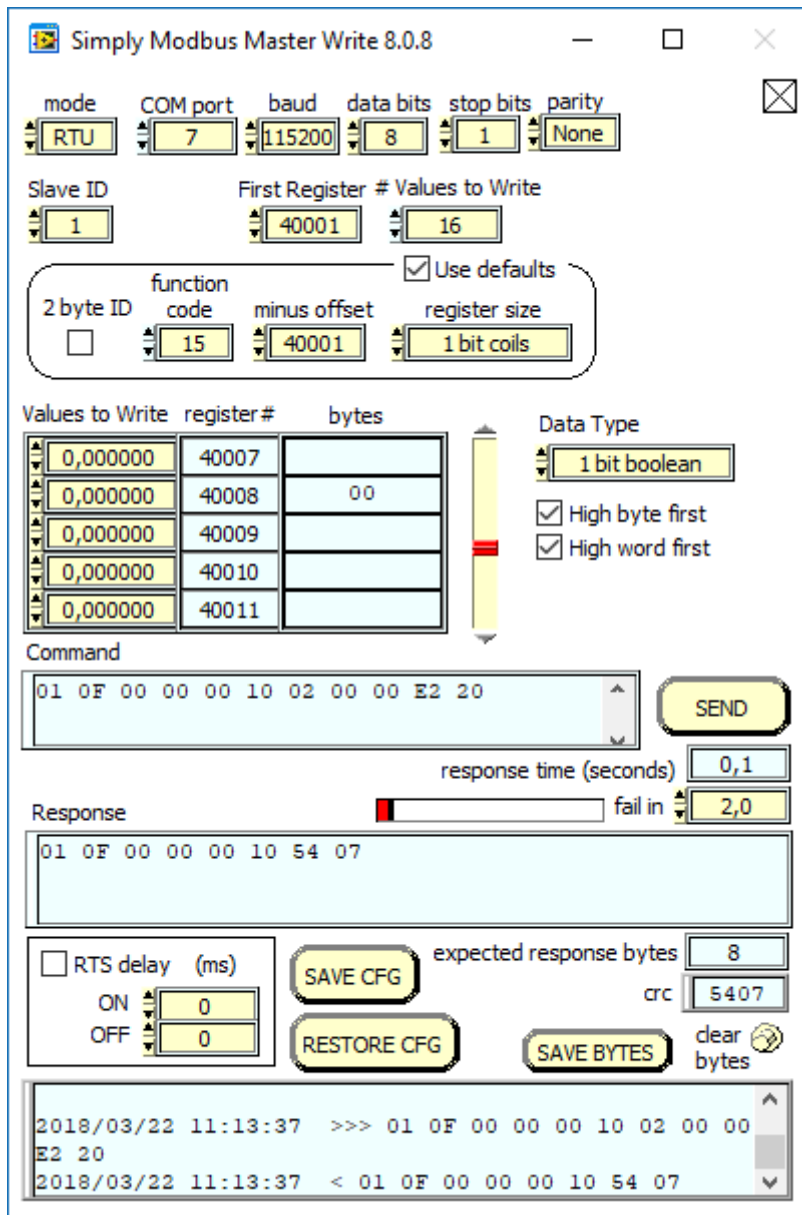 Simply Modbus Master Write 8.0.8
mode COM port baud data bits stop bits parity
RTU 7 115200 8 1 None
Slave ID First Register # Values to Write
1 40001 16
Use defaults
2 byte ID function code minus offset register size
15 40001 1 bit coils
Values to Write register# bytes
0,000000 40007
0,000000 40008 00
0,000000 40009
0,000000 40010
0,000000 40011
Data Type
1 bit boolean
High byte first
High word first
Command
01 0F 00 00 00 10 02 00 00 E2 20
SEND
response time (seconds) 0,1
fail in 2,0
Response
01 0F 00 00 00 10 54 07
RTS delay (ms)
ON 0
OFF 0
SAVE CFG
RESTORE CFG
expected response bytes 8
crc 5407
SAVE BYTES
clear bytes
2018/03/22 11:13:37 >>> 01 0F 00 00 00 10 02 00 00
E2 20
2018/03/22 11:13:37 < 01 0F 00 00 00 10 54 07